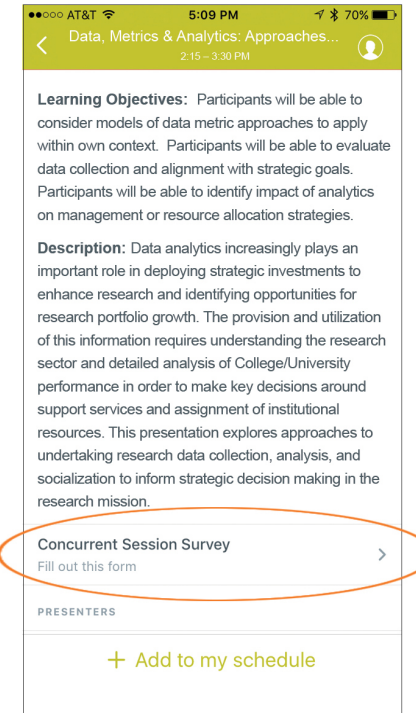 AT&T 5:09 PM 70%
Data, Metrics & Analytics: Approaches...
2:15 – 3:30 PM
Learning Objectives: Participants will be able to
consider models of data metric approaches to apply
within own context. Participants will be able to evaluate
data collection and alignment with strategic goals.
Participants will be able to identify impact of analytics
on management or resource allocation strategies.
Description: Data analytics increasingly plays an
important role in deploying strategic investments to
enhance research and identifying opportunities for
research portfolio growth. The provision and utilization
of this information requires understanding the research
sector and detailed analysis of College/University
performance in order to make key decisions around
support services and assignment of institutional
resources. This presentation explores approaches to
undertaking research data collection, analysis, and
socialization to inform strategic decision making in the
research mission.
Concurrent Session Survey
Fill out this form
PRESENTERS
+ Add to my schedule